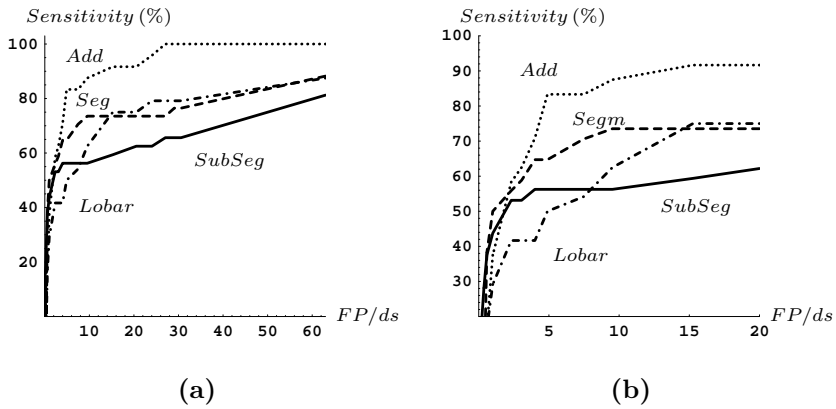 Sensitivity (%)
100
80
60
40
20
Add
Seg
SubSeg
Lobar
10 20 30 40 50 60
FP/ds
(a)
Sensitivity (%)
100
90
80
70
60
50
40
30
Add
Segm
SubSeg
Lobar
5 10 15 20
FP/ds
(b)